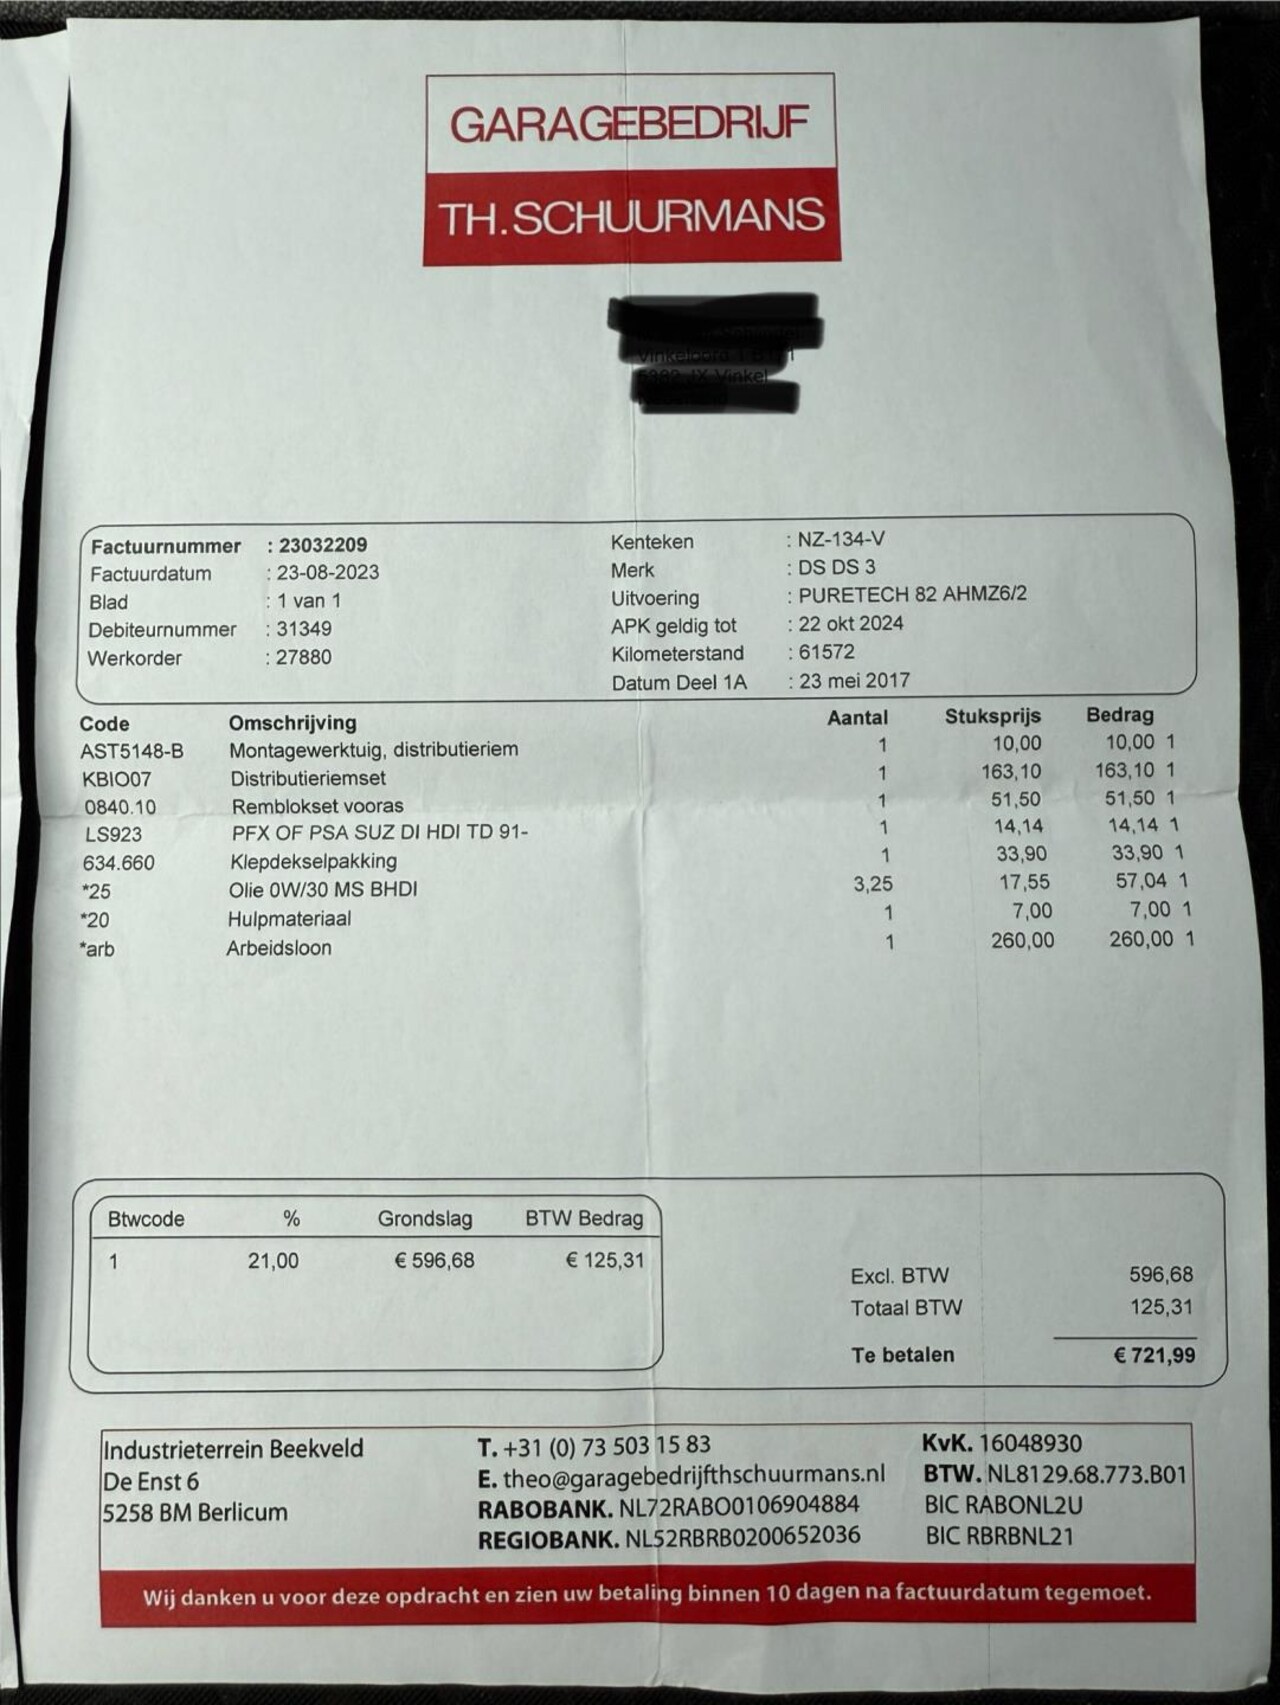 GARAGEBEDRIJF
TH.SCHUURMANS
5382 JX Vinkel
Factuurnummer : 23032209
Factuurdatum : 23-08-2023
Blad : 1 van 1
Debiteurnummer : 31349
Werkorder : 27880
Kenteken : NZ-134-V
Merk : DS DS 3
Uitvoering : PURETECH 82 AHMZ6/2
APK geldig tot : 22 okt 2024
Kilometerstand : 61572
Datum Deel 1A : 23 mei 2017
Code Omschrijving Aantal Stuksprijs Bedrag
AST5148-B Montagewerktuig, distributieriem 1 10,00 10,00 1
KBIO07 Distributieriemset 1 163,10 163,10 1
0840.10 Remblokset vooras 1 51,50 51,50 1
LS923 PFX OF PSA SUZ DI HDI TD 91- 1 14,14 14,14 1
634.660 Klepdekselpakking 1 33,90 33,90 1
*25 Olie 0W/30 MS BHDI 3,25 17,55 57,04 1
*20 Hulpmateriaal 1 7,00 7,00 1
*arb Arbeidsloon 1 260,00 260,00 1
Btwcode % Grondslag BTW Bedrag
1 21,00 € 596,68 € 125,31
Excl. BTW 596,68
Totaal BTW 125,31
Te betalen € 721,99
Industrieterrein Beekveld
De Enst 6
5258 BM Berlicum
T. +31 (0) 73 503 15 83
E. theo@garagebedrijfthschuurmans.nl
RABOBANK. NL72RABO0106904884
REGIOBANK. NL52RBRB0200652036
KvK. 16048930
BTW. NL8129.68.773.B01
BIC RABONL2U
BIC RBRBNL21
Wij danken u voor deze opdracht en zien uw betaling binnen 10 dagen na factuurdatum tegemoet.